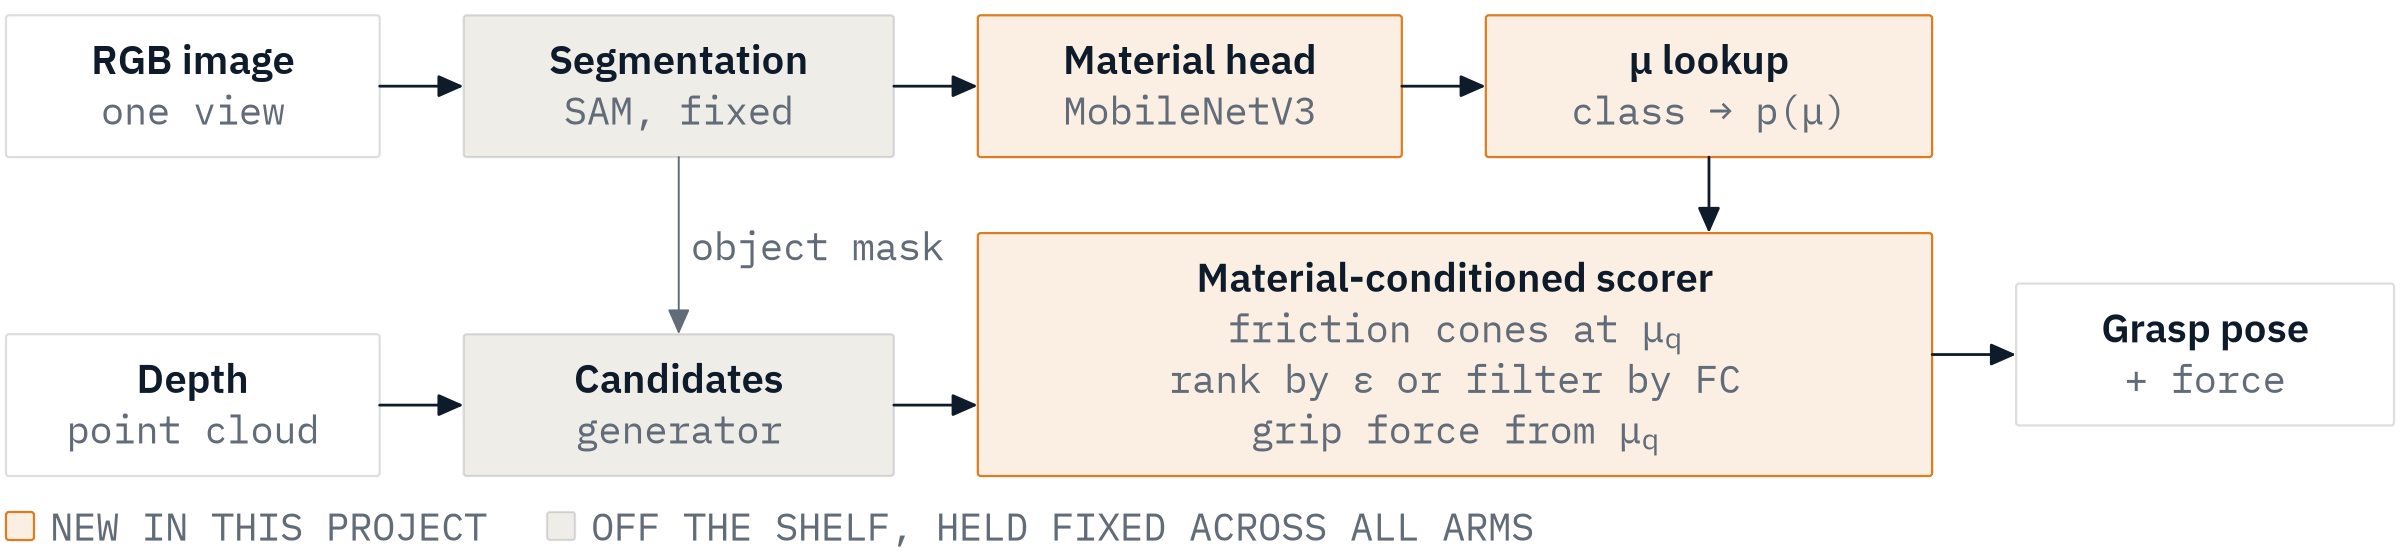 RGB image
one view
Segmentation
SAM, fixed
Material head
MobileNetV3
μ lookup
class → p(μ)
object mask
Depth
point cloud
Candidates
generator
Material-conditioned scorer
friction cones at μq
rank by ε or filter by FC
grip force from μq
Grasp pose
+ force
NEW IN THIS PROJECT
OFF THE SHELF, HELD FIXED ACROSS ALL ARMS